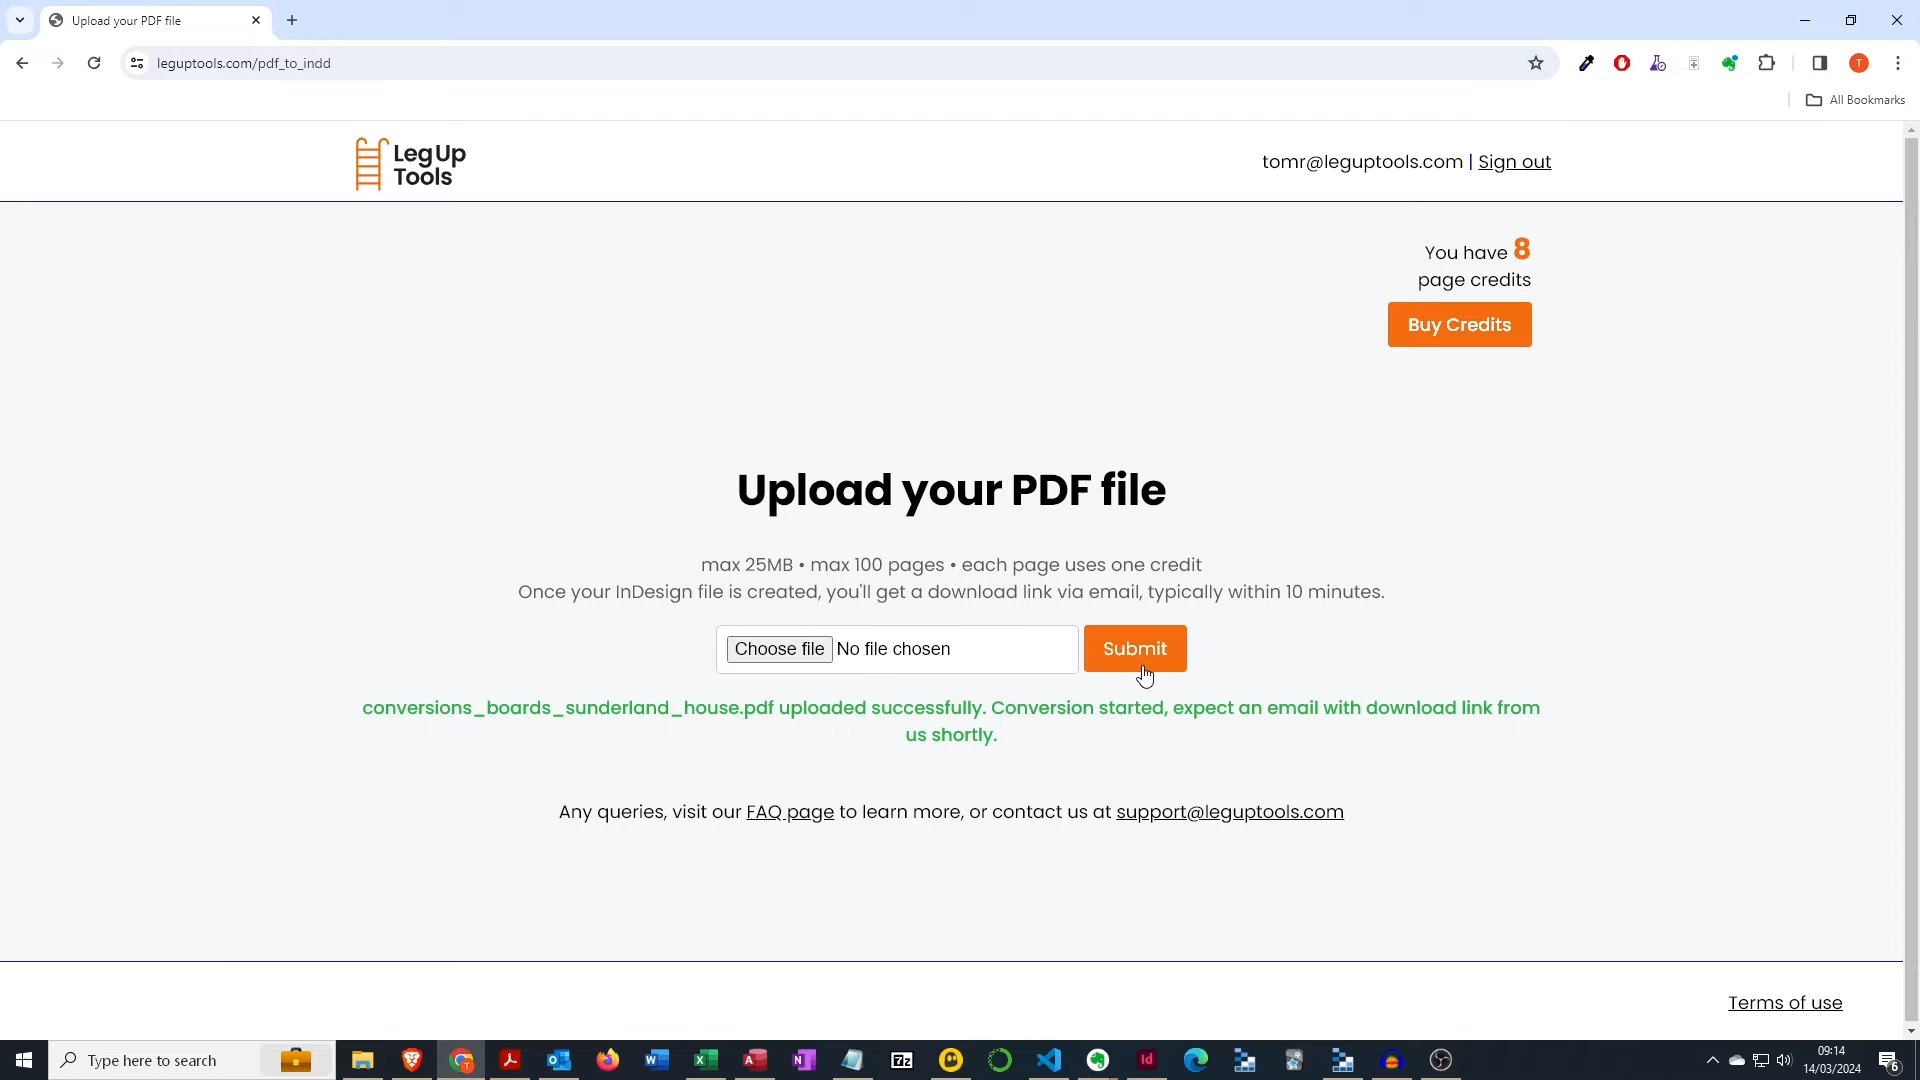 Upload your PDF file
leguptools.com/pdf_to_indd
All Bookmarks
LegUp
Tools
tomr@leguptools.com | Sign out
You have 8
page credits
Buy Credits
Upload your PDF file
max 25MB • max 100 pages • each page uses one credit
Once your InDesign file is created, you'll get a download link via email, typically within 10 minutes.
Choose file No file chosen
Submit
conversions_boards_sunderland_house.pdf uploaded successfully. Conversion started, expect an email with download link from
us shortly.
Any queries, visit our FAQ page to learn more, or contact us at support@leguptools.com
Terms of use
Type here to search
09:14
14/03/2024
6